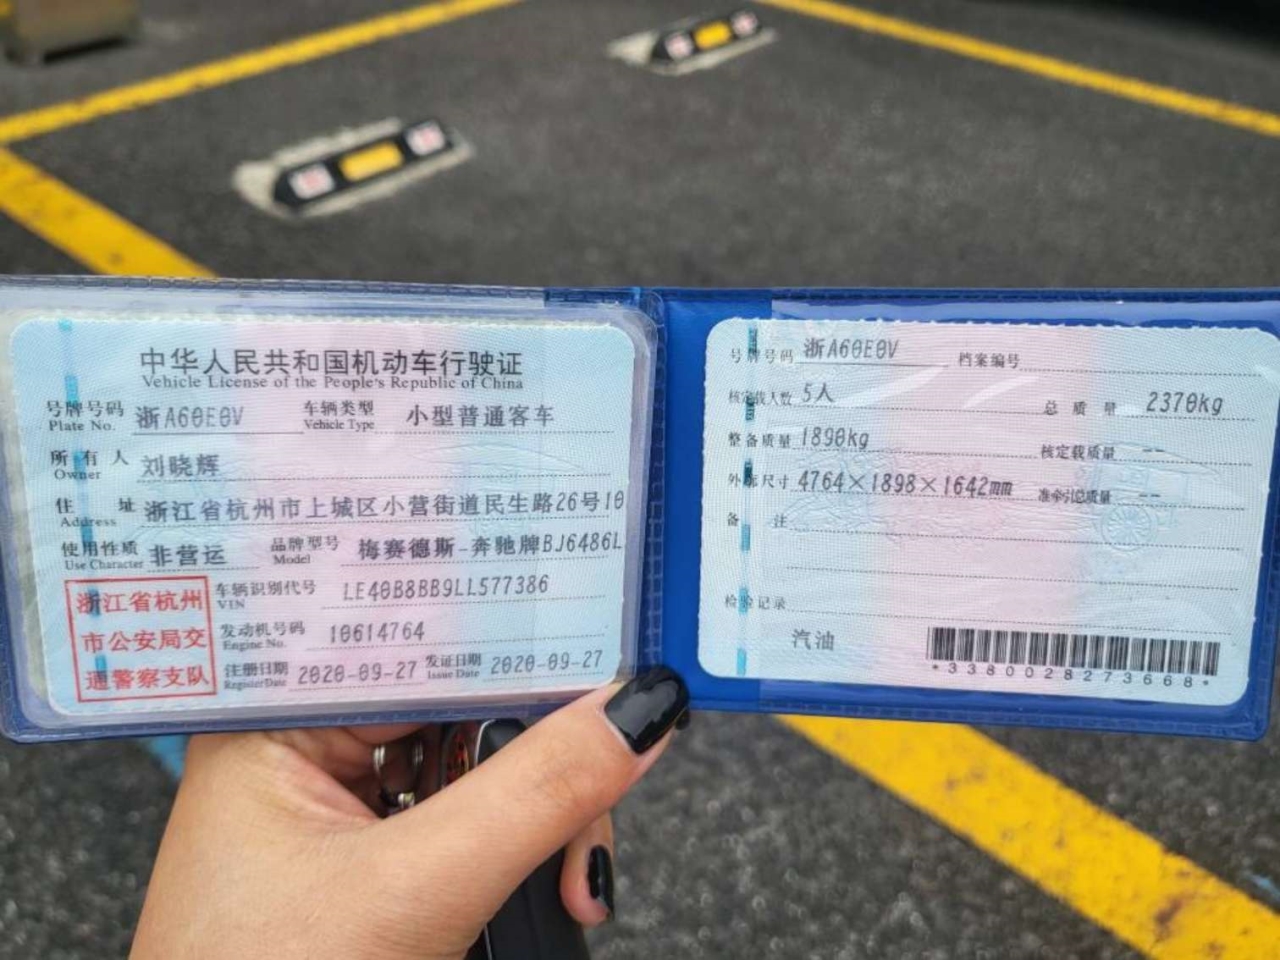 中华人民共和国机动车行驶证
Vehicle License of the People's Republic of China
号牌号码 浙A60E0V 车辆类型 小型普通客车
Plate No. Vehicle Type
所有人 刘晓辉
Owner
住址 浙江省杭州市上城区小营街道民生路26号10
Address
使用性质 非营运 品牌型号 梅赛德斯-奔驰牌BJ6486L
Use Character Model
浙江省杭州
市公安局交
通警察支队
车辆识别代号 LE40B8BB9LL577386
VIN
发动机号码 10614764
Engine No.
注册日期 2020-09-27 发证日期 2020-09-27
Register Date Issue Date
号牌号码 浙A60E0V 档案编号
核定载人数 5人 总质量 2370kg
整备质量 1890kg 核定载质量 --
外廓尺寸 4764×1898×1642mm 准牵引总质量 --
备注
检验记录
汽油
*3380028273668*